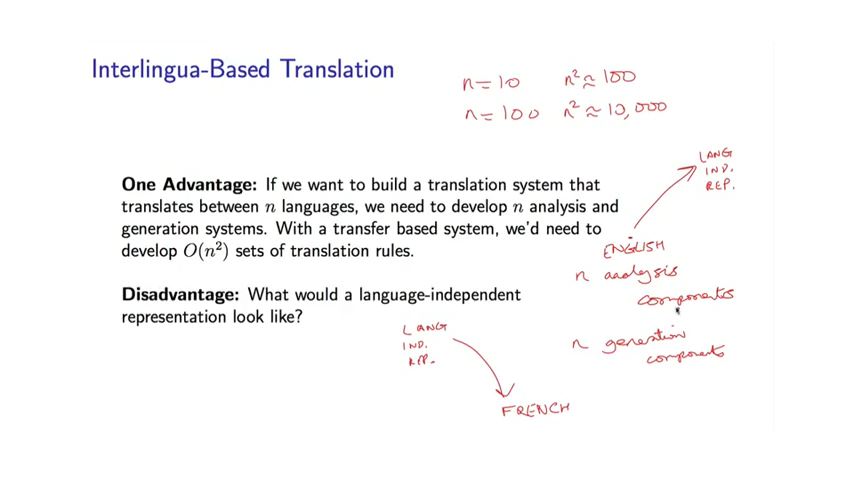 Interlingua-Based Translation
n = 10 n² ≈ 100
n = 100 n² ≈ 10,000
LANG
IND.
REP.
One Advantage: If we want to build a translation system that
translates between n languages, we need to develop n analysis and
generation systems. With a transfer based system, we'd need to
develop O(n²) sets of translation rules.
ENGLISH
n analysis
components
Disadvantage: What would a language-independent
representation look like?
LANG
IND.
REP.
n generation
components
FRENCH